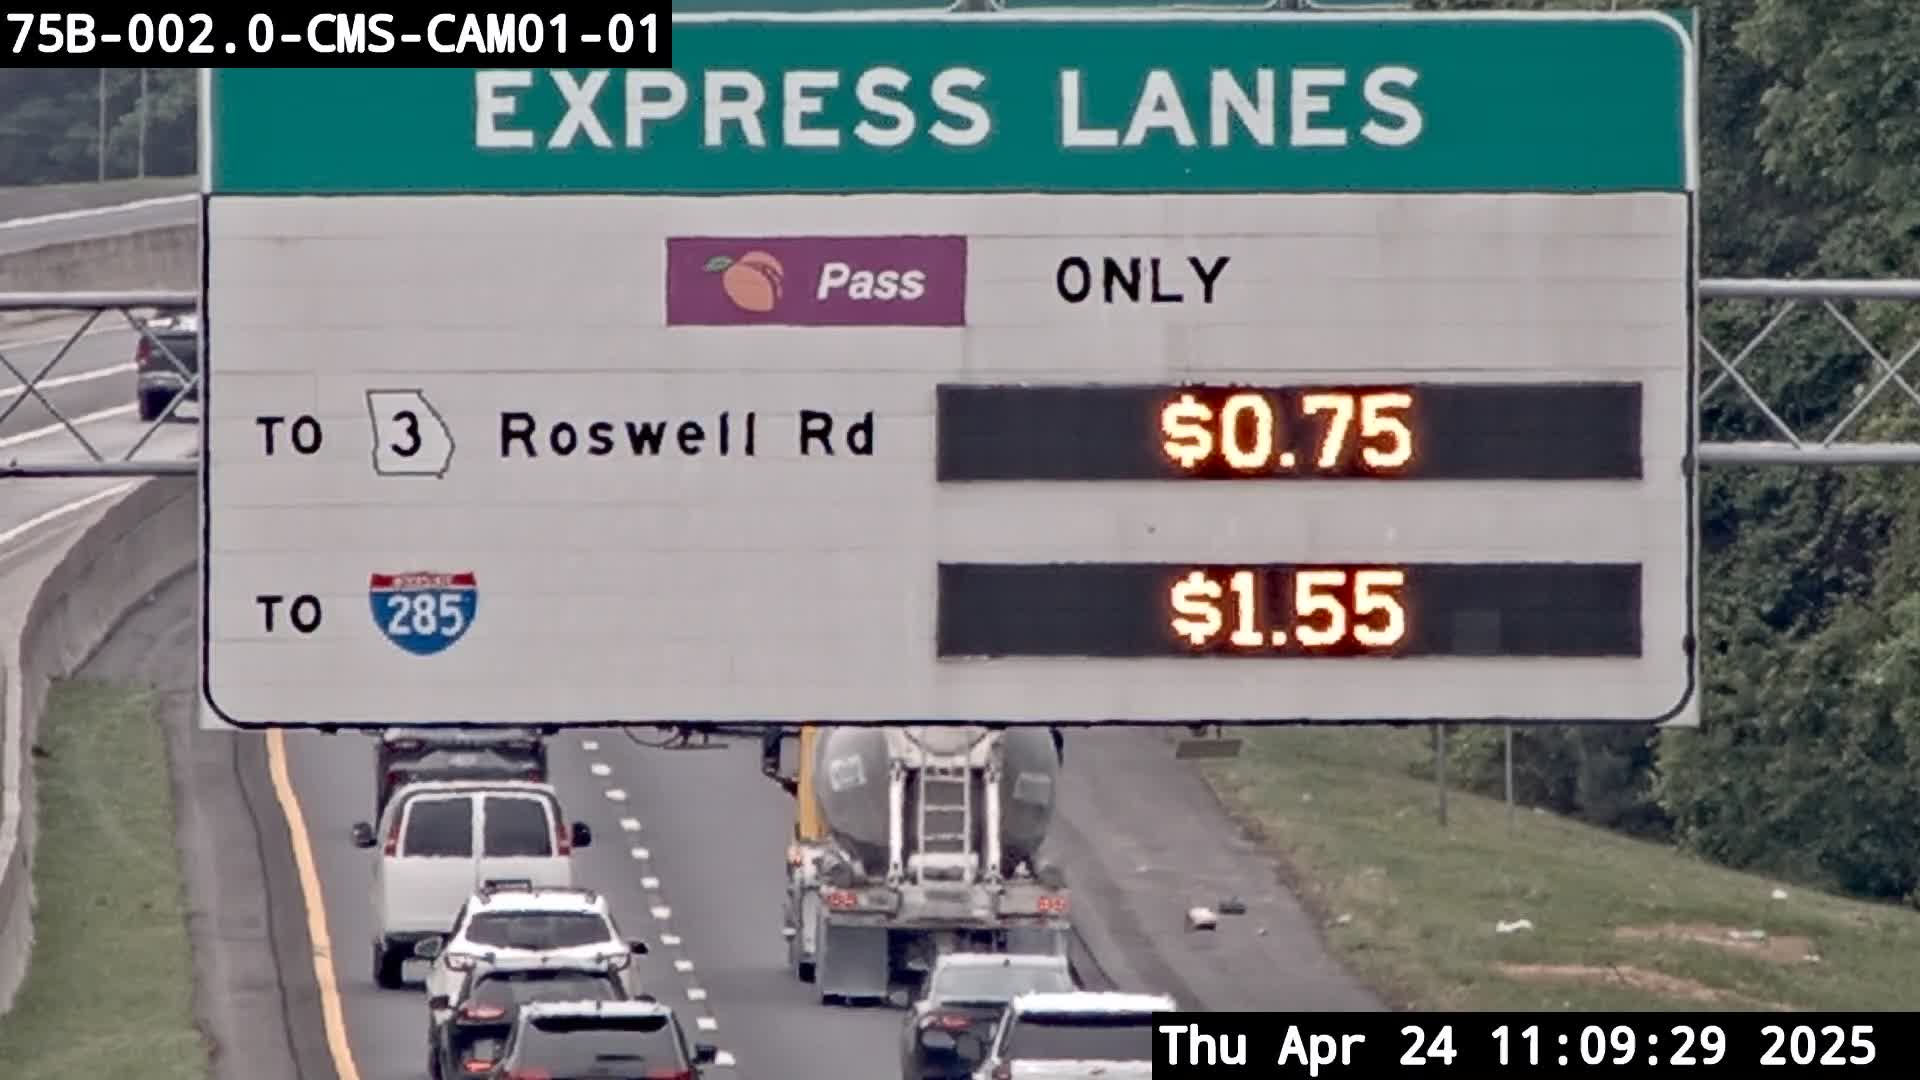 75B-002.0-CMS-CAM01-01
EXPRESS LANES
Pass ONLY
TO 3 Roswell Rd $0.75
TO 285 $1.55
Thu Apr 24 11:09:29 2025